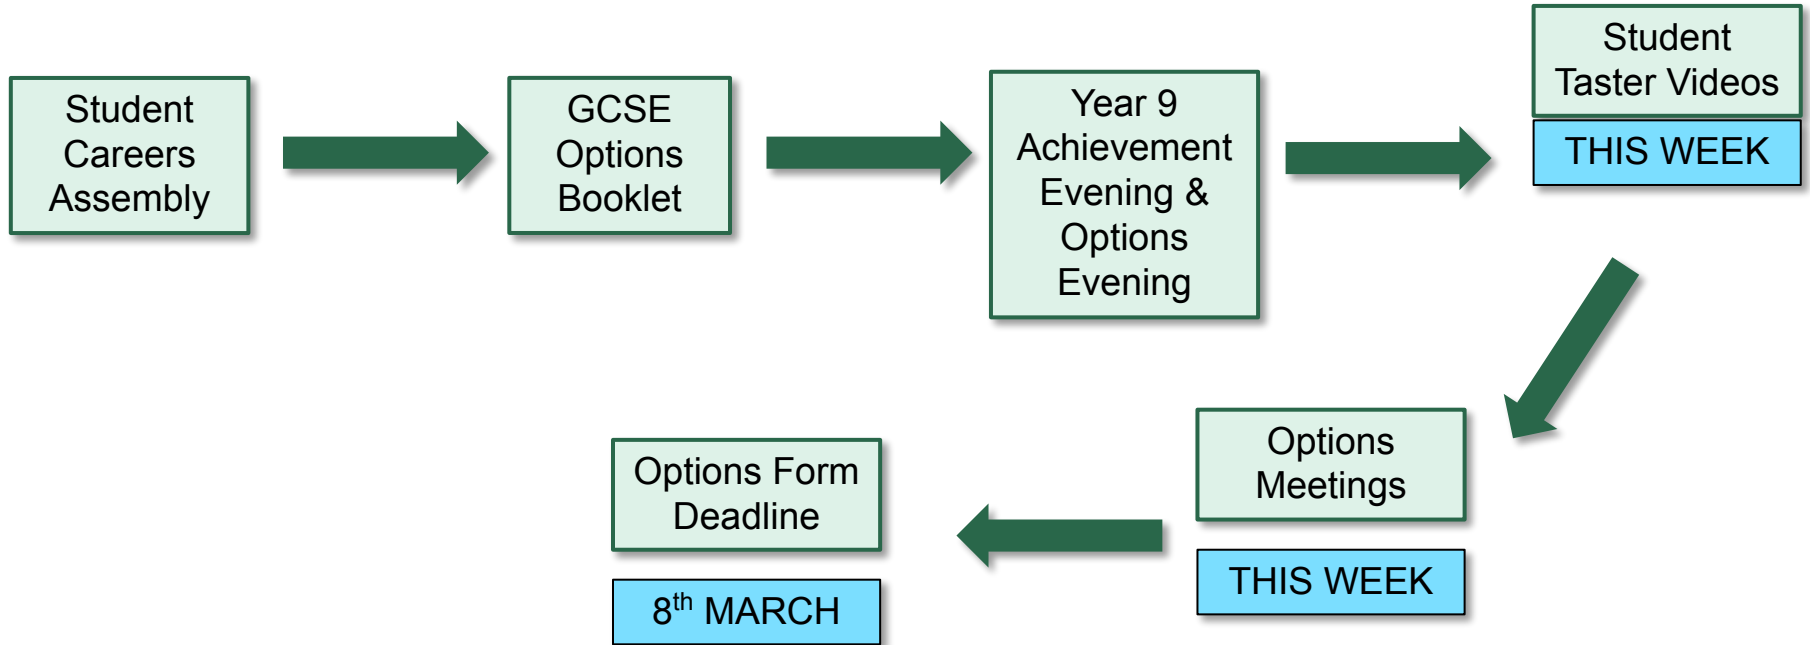 Student
Careers
Assembly
GCSE
Options
Booklet
Year 9
Achievement
Evening &
Options
Evening
Student
Taster Videos
THIS WEEK
Options
Meetings
THIS WEEK
Options Form
Deadline
8th MARCH